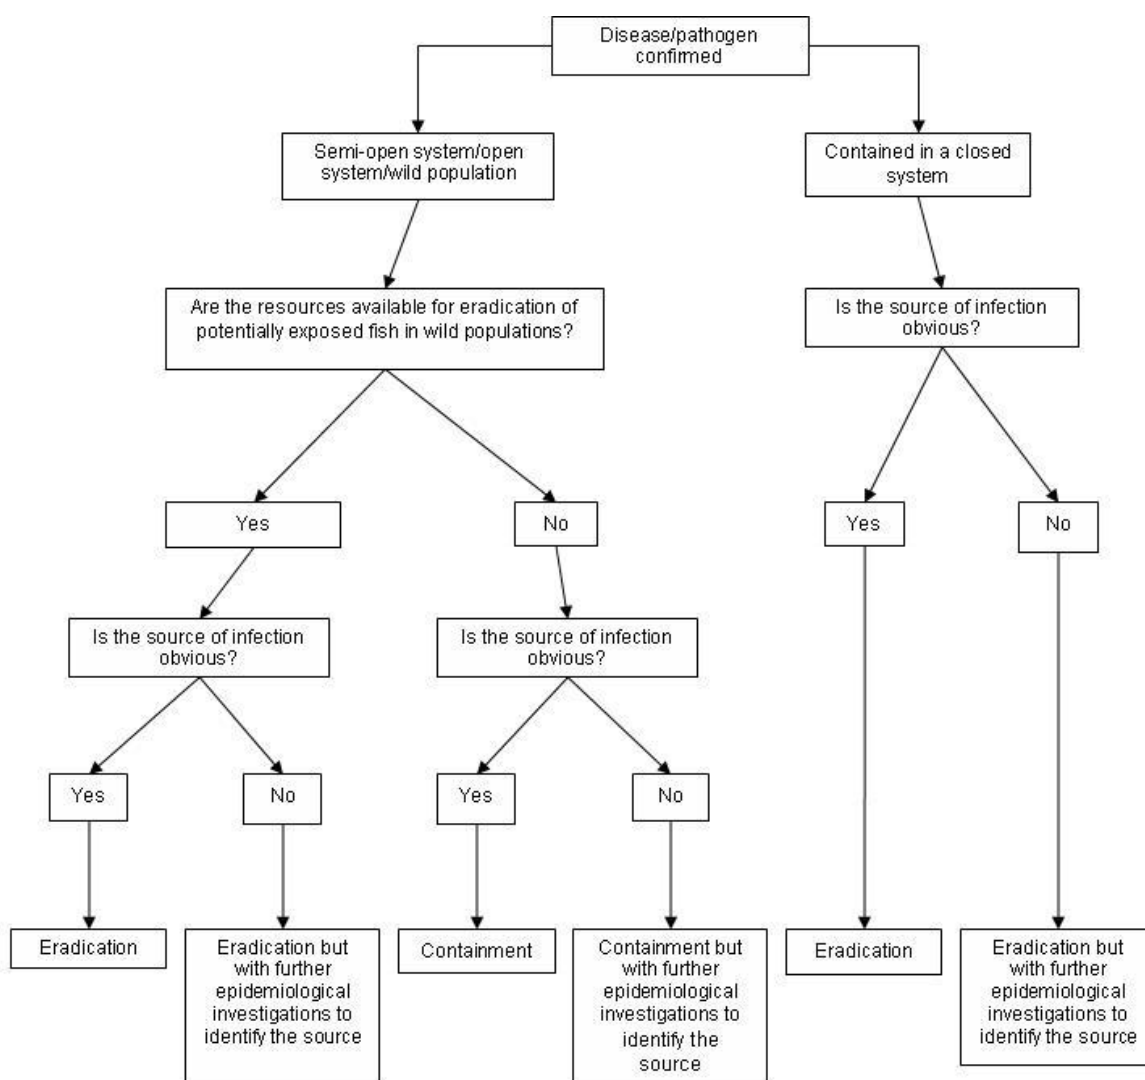 Disease/pathogen
confirmed
Semi-open system/open
system/wild population
Contained in a closed
system
Are the resources available for eradication of
potentially exposed fish in wild populations?
Is the source of infection
obvious?
Yes
No
Yes
No
Is the source of infection
obvious?
Is the source of infection
obvious?
Yes
No
Yes
No
Eradication
Eradication but
with further
epidemiological
investigations to
identify the source
Containment
Containment but
with further
epidemiological
investigations to
identify the
source
Eradication
Eradication but
with further
epidemiological
investigations to
identify the source